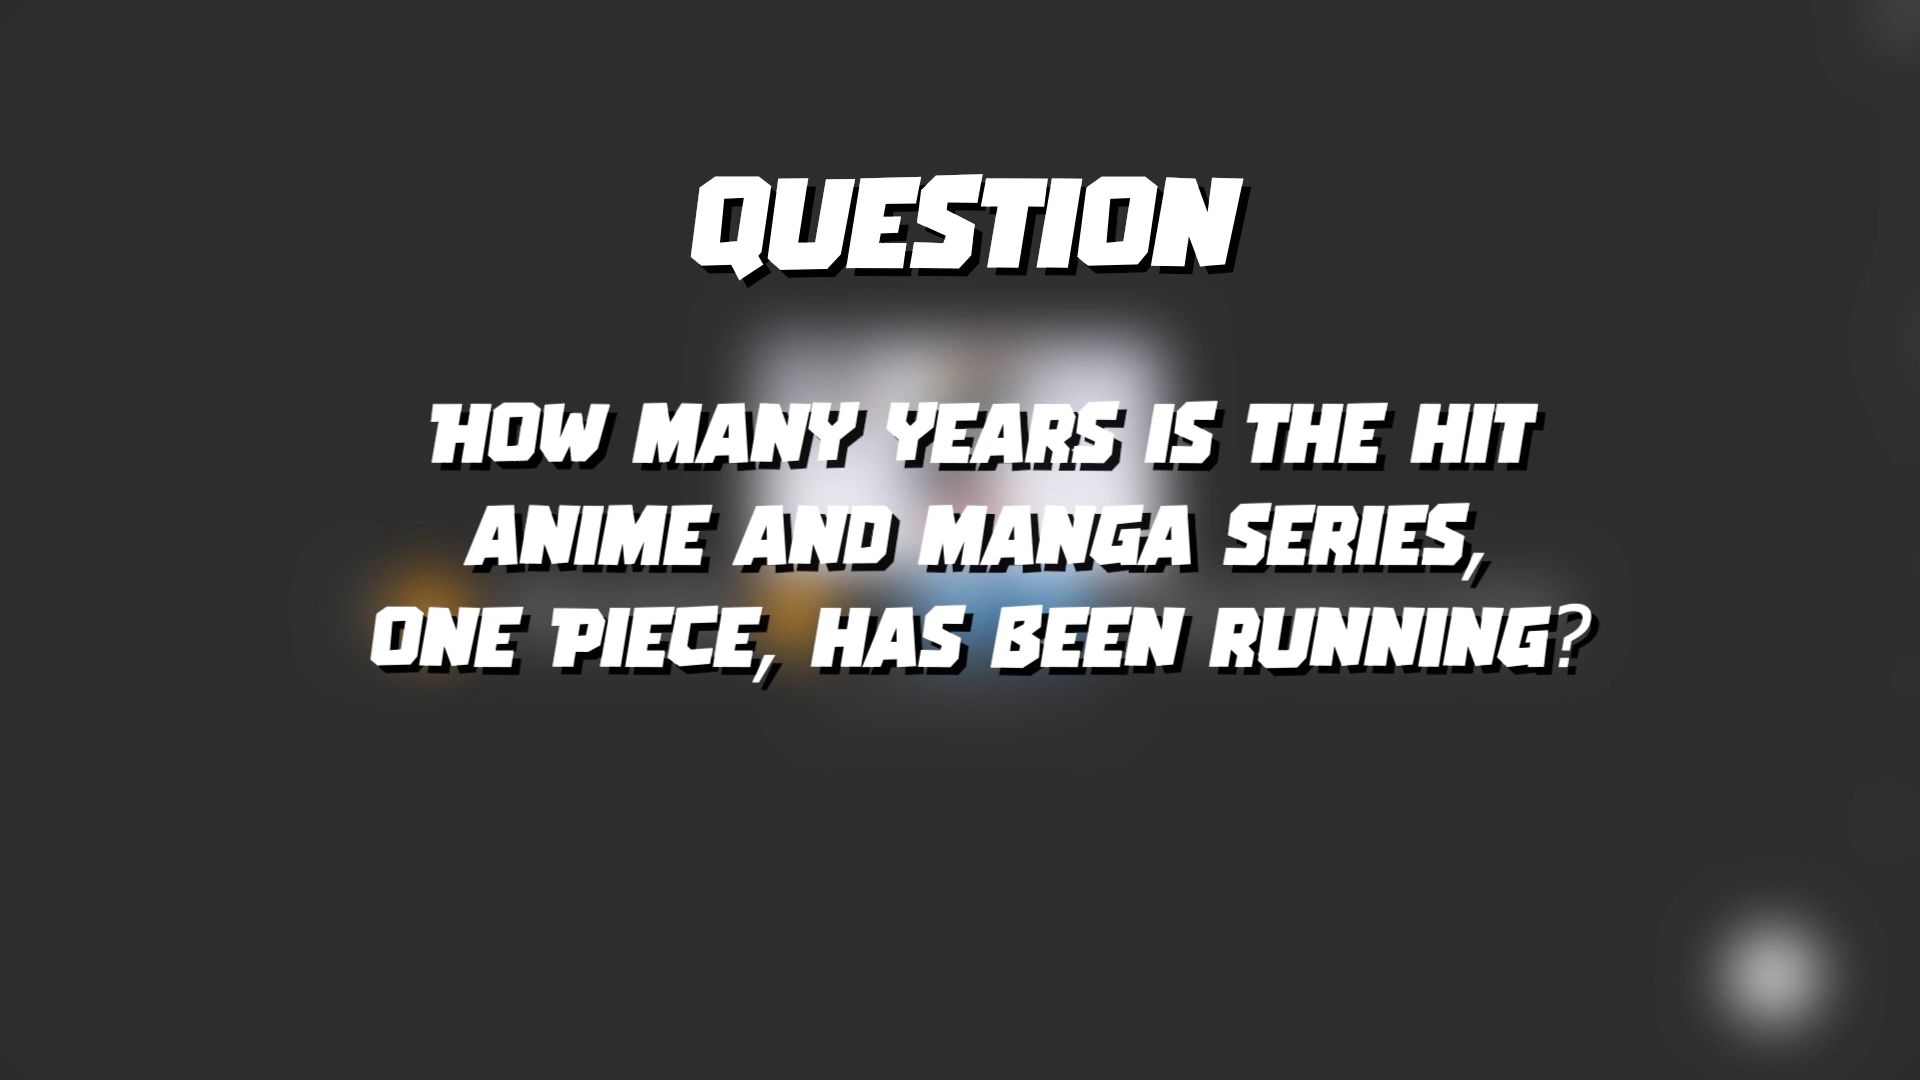 QUESTION
HOW MANY YEARS IS THE HIT
ANIME AND MANGA SERIES,
ONE PIECE, HAS BEEN RUNNING?